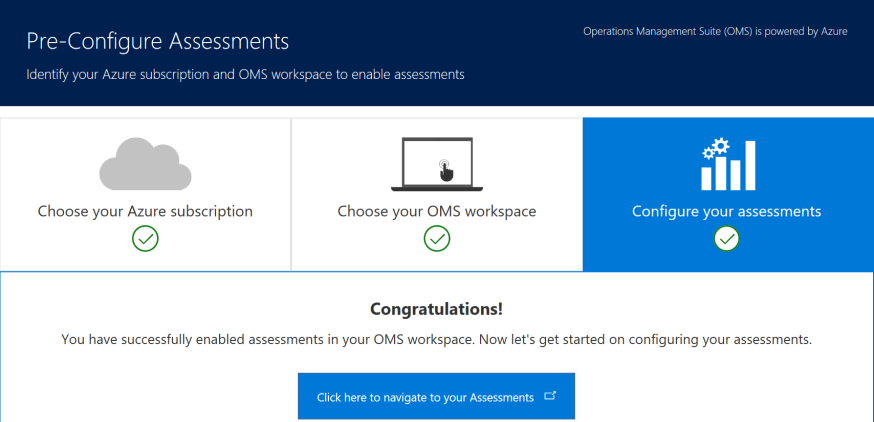 Pre-Configure Assessments
Operations Management Suite (OMS) is powered by Azure
Identify your Azure subscription and OMS workspace to enable assessments
Choose your Azure subscription
Choose your OMS workspace
Configure your assessments
Congratulations!
You have successfully enabled assessments in your OMS workspace. Now let's get started on configuring your assessments.
Click here to navigate to your Assessments